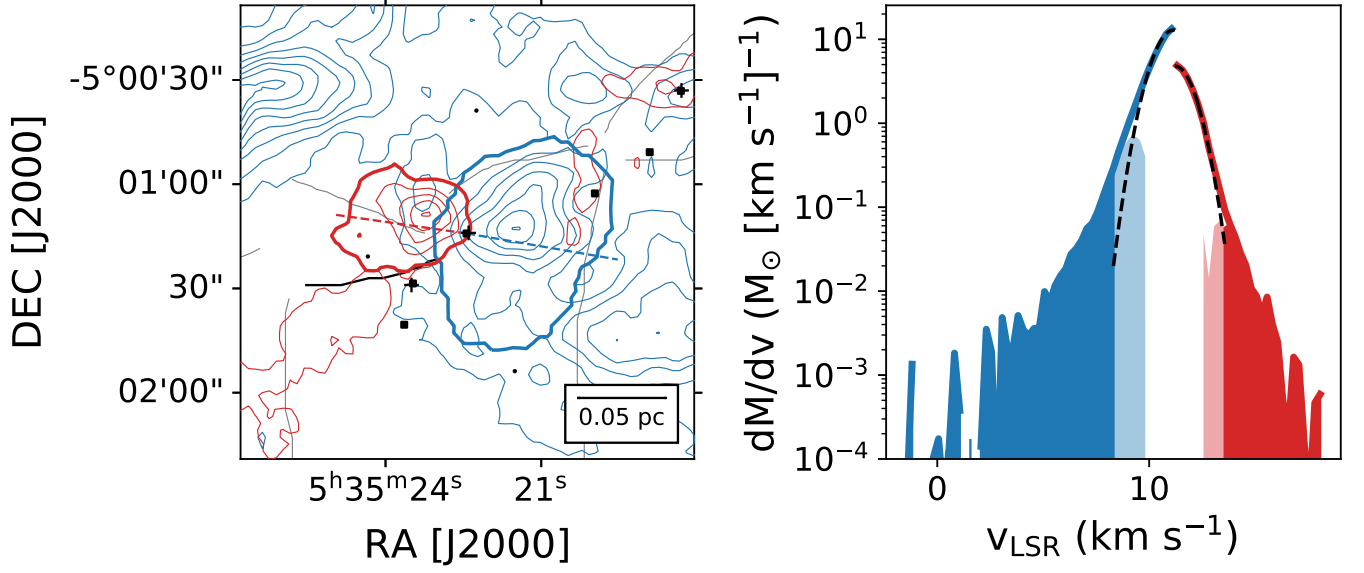 DEC [J2000]
-5°00'30"
01'00"
30"
02'00"
0.05 pc
5ʰ35ᵐ24ˢ
21ˢ
RA [J2000]
dM/dv (M⊙ [km s⁻¹]⁻¹)
10¹
10⁰
10⁻¹
10⁻²
10⁻³
10⁻⁴
0
10
v_LSR (km s⁻¹)